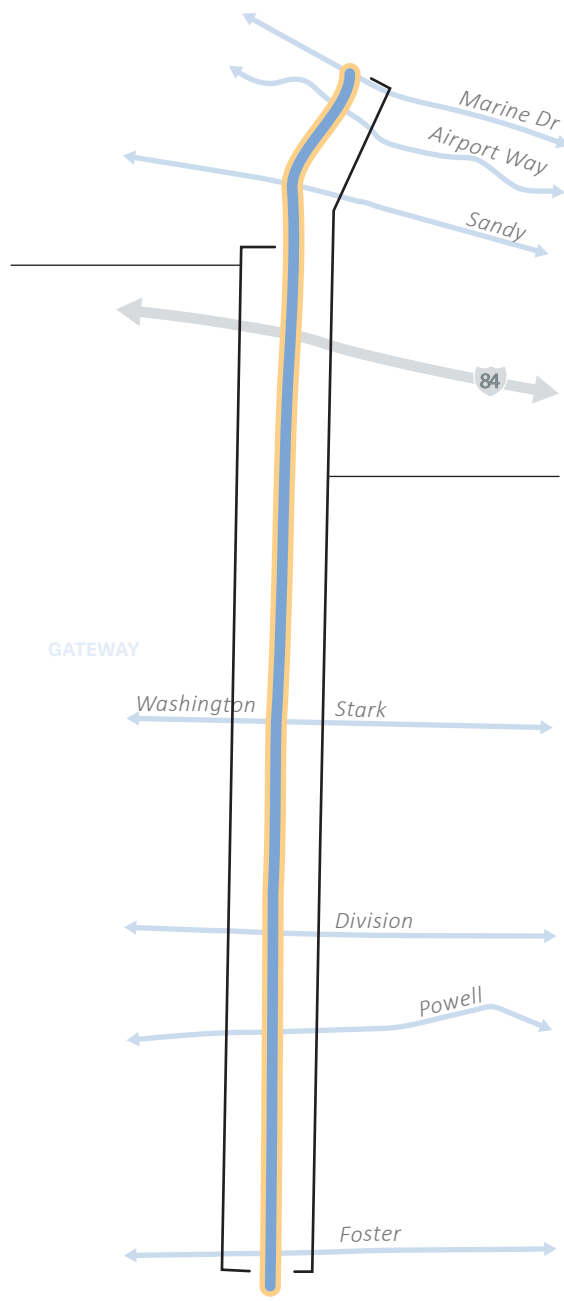 Marine Dr
Airport Way
Sandy
84
GATEWAY
Washington
Stark
Division
Powell
Foster